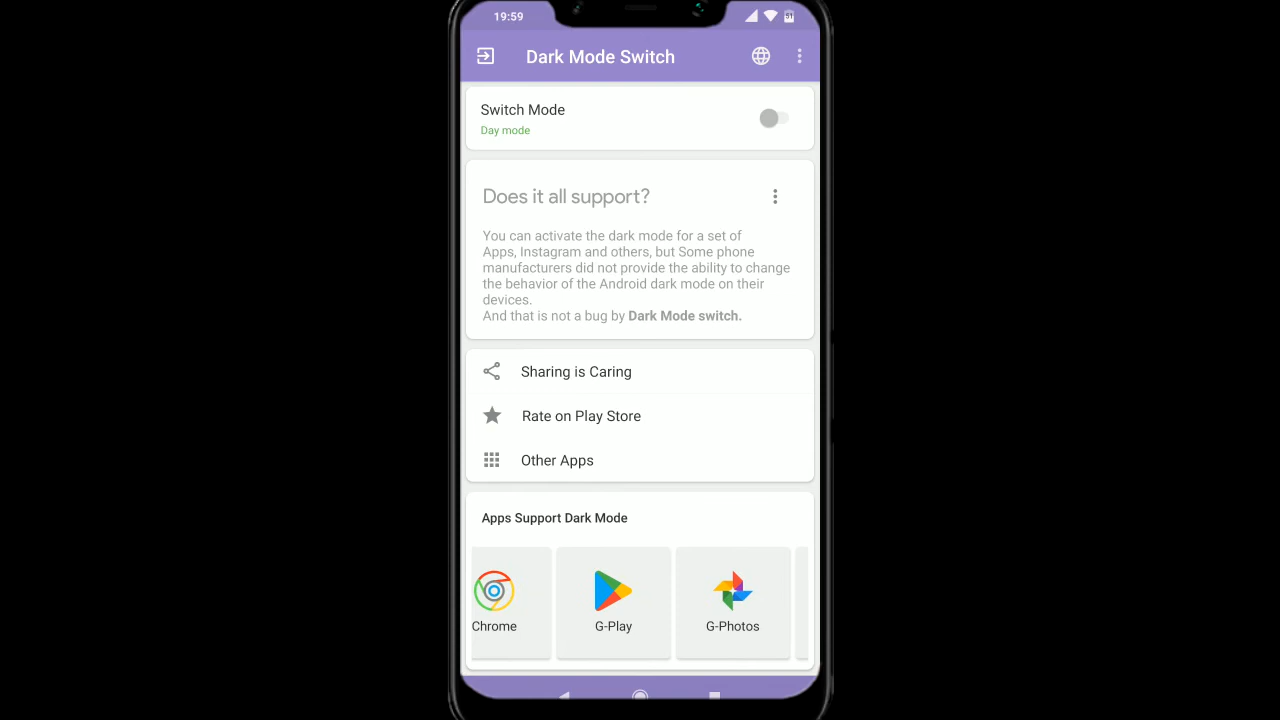 19:59
51
Dark Mode Switch
Switch Mode
Day mode
Does it all support?
You can activate the dark mode for a set of
Apps, Instagram and others, but Some phone
manufacturers did not provide the ability to change
the behavior of the Android dark mode on their
devices.
And that is not a bug by Dark Mode switch.
Sharing is Caring
Rate on Play Store
Other Apps
Apps Support Dark Mode
Chrome
G-Play
G-Photos